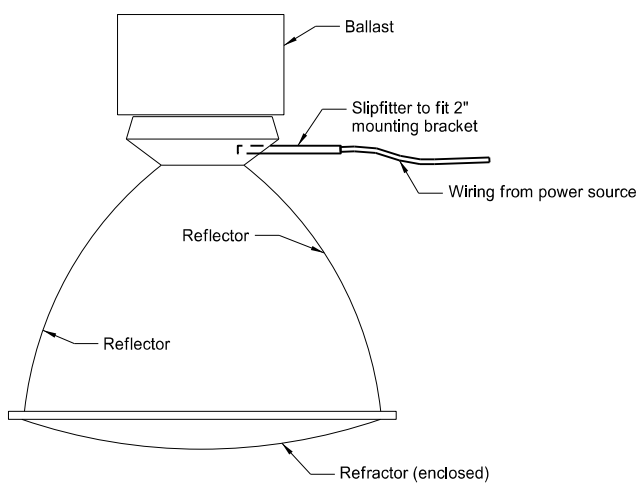 Ballast
Slipfitter to fit 2"
mounting bracket
Wiring from power source
Reflector
Reflector
Refractor (enclosed)